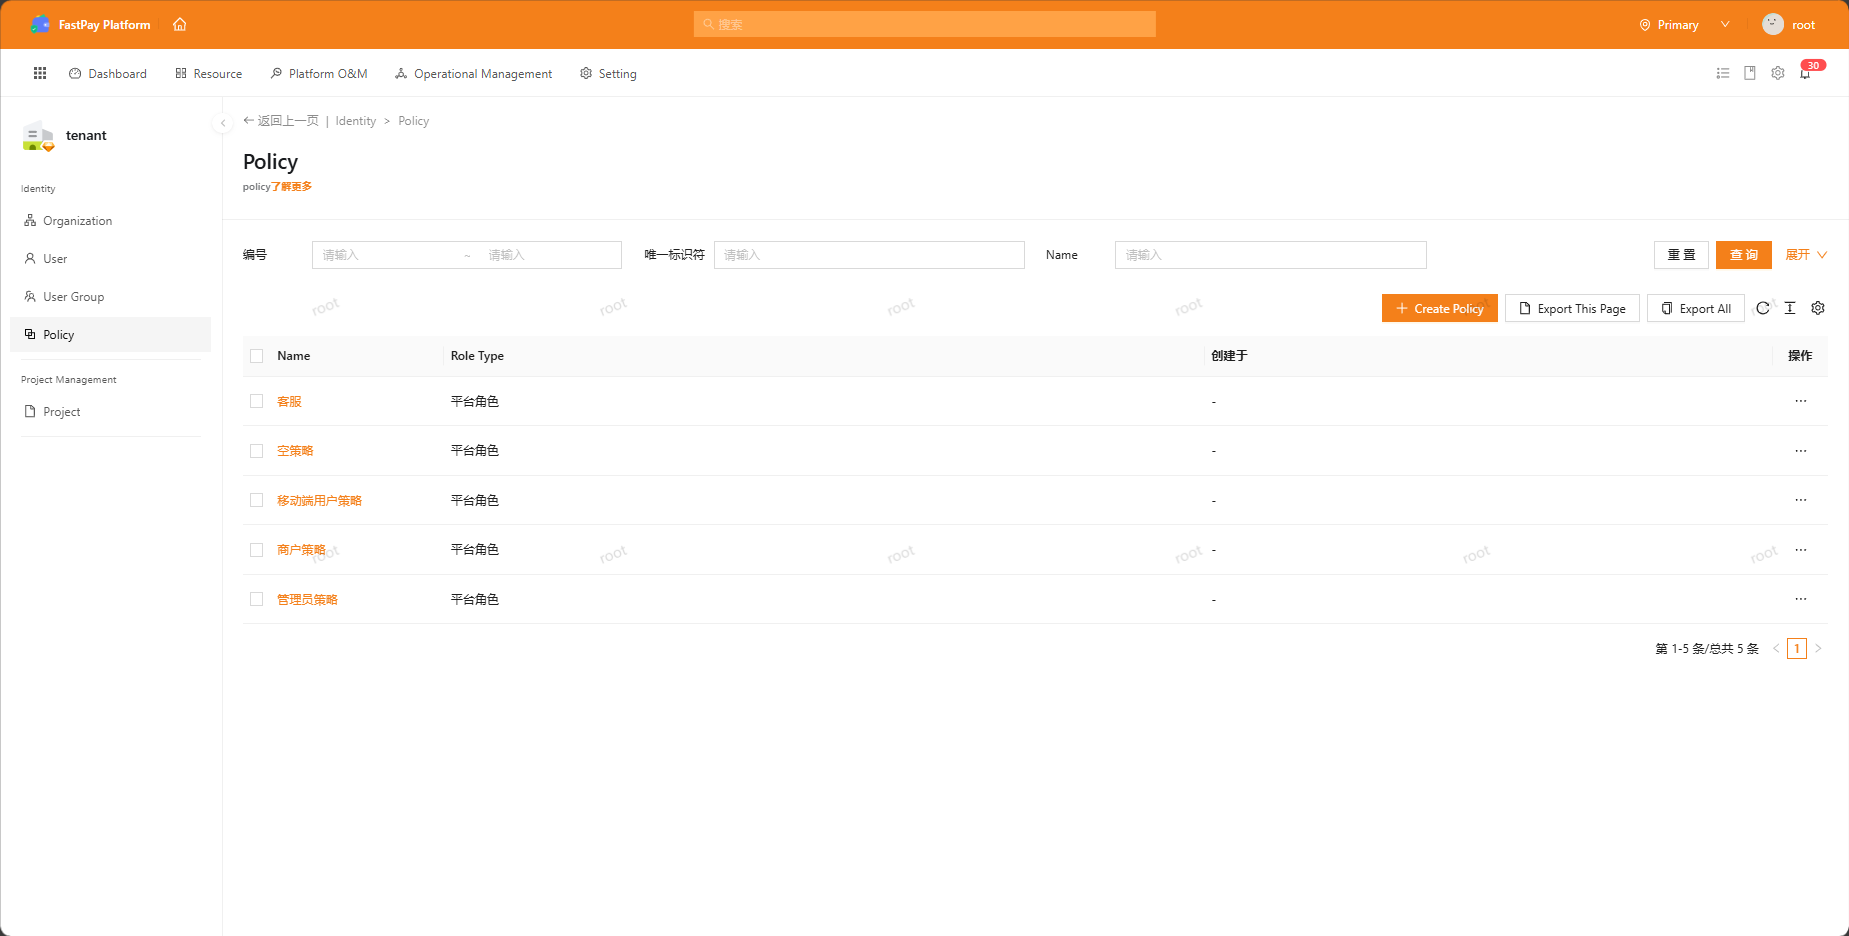 FastPay Platform
搜索
Primary
root
Dashboard
Resource
Platform O&M
Operational Management
Setting
30
tenant
Identity
Organization
User
User Group
Policy
Project Management
Project
返回上一页 | Identity > Policy
Policy
policy了解更多
编号 请输入 ~ 请输入 唯一标识符 请输入 Name 请输入 重 置 查 询 展开
Create Policy Export This Page Export All
root root root root root
Name Role Type 创建于 操作
客服 平台角色 - ···
空策略 平台角色 - ···
移动端用户策略 平台角色 - ···
商户策略 平台角色 - ···
root root root root root root
管理员策略 平台角色 - ···
第 1-5 条/总共 5 条 < 1 >